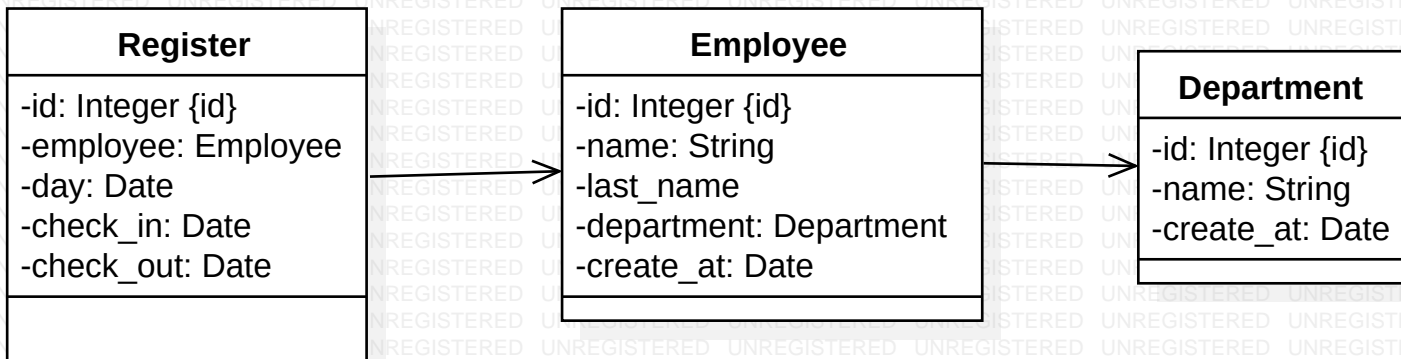 Register
-id: Integer {id}
-employee: Employee
-day: Date
-check_in: Date
-check_out: Date
Employee
-id: Integer {id}
-name: String
-last_name
-department: Department
-create_at: Date
Department
-id: Integer {id}
-name: String
-create_at: Date
UNREGISTERED